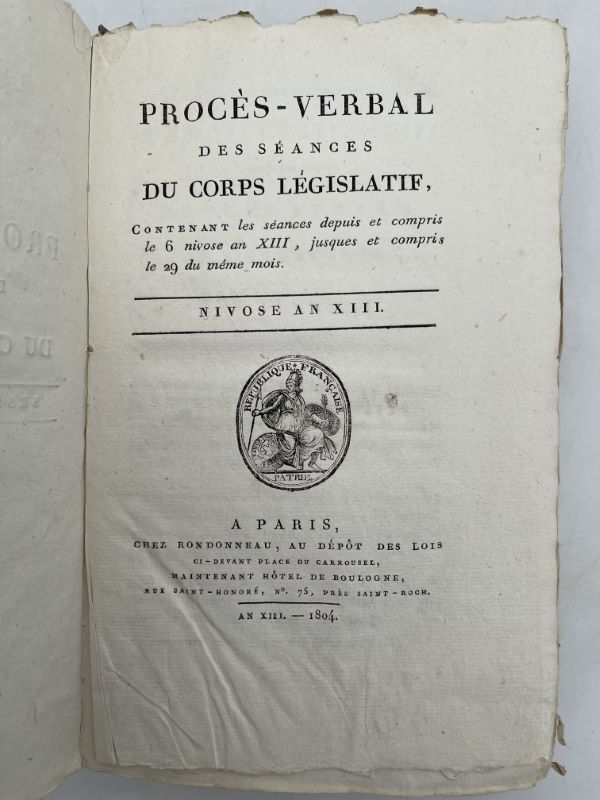 PROCÈS-VERBAL
DES SÉANCES
DU CORPS LÉGISLATIF,
CONTENANT les séances depuis et compris
le 6 nivose an XIII, jusques et compris
le 29 du méme mois.
NIVOSE AN XIII.
REPUBLIQUE FRANÇAISE
PATRIE
A PARIS,
CHEZ RONDONNEAU, AU DÉPÔT DES LOIS
CI-DEVANT PLACE DU CARROUSEL,
MAINTENANT HÔTEL DE BOULOGNE,
RUE SAINT-HONORÉ, N°. 75, PRÈS SAINT-ROCH.
AN XIII. — 1804.